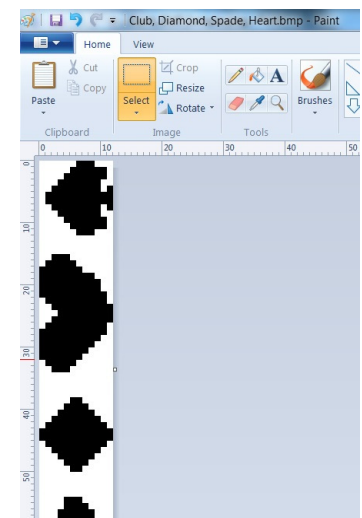 Club, Diamond, Spade, Heart.bmp - Paint
Home View
Paste
Cut
Copy
Select
Crop
Resize
Rotate
Brushes
Clipboard Image Tools
0 10 20 30 40 50
0
10
20
30
40
50